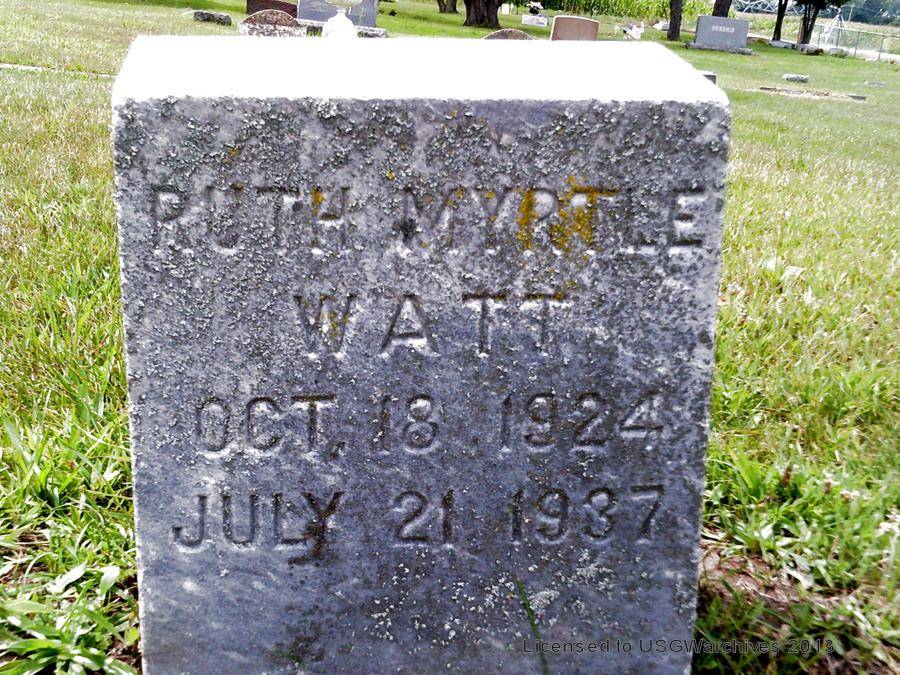 RUTH MYRTLE
WATT
OCT. 18 1924
JULY 21 1937
Licensed to USGWarchives 2013